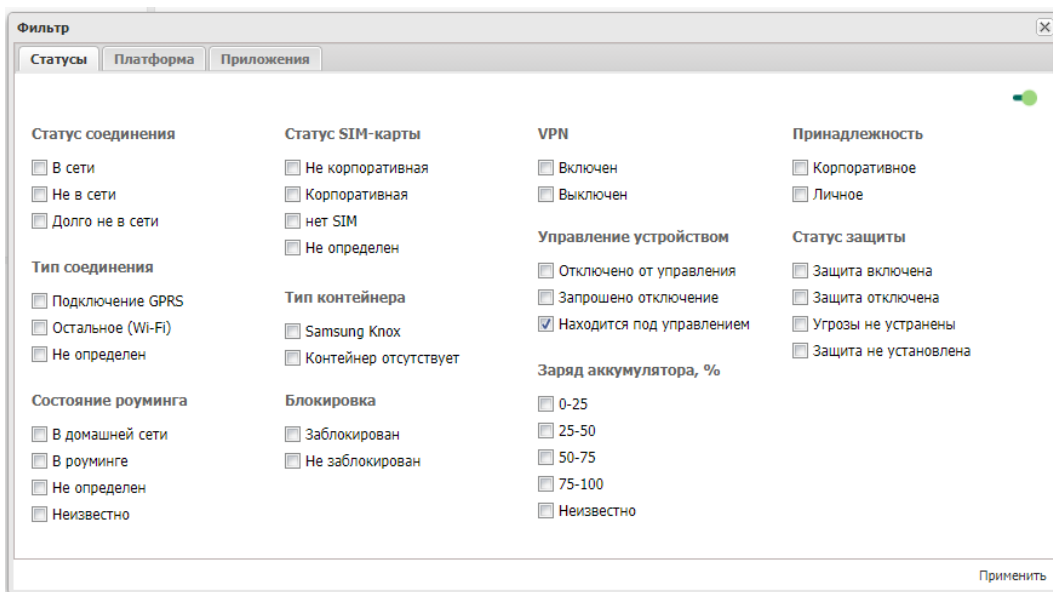 Фильтр
Статусы
Платформа
Приложения
Статус соединения
В сети
Не в сети
Долго не в сети
Тип соединения
Подключение GPRS
Остальное (Wi-Fi)
Не определен
Состояние роуминга
В домашней сети
В роуминге
Не определен
Неизвестно
Статус SIM-карты
Не корпоративная
Корпоративная
нет SIM
Не определен
Тип контейнера
Samsung Knox
Контейнер отсутствует
Блокировка
Заблокирован
Не заблокирован
VPN
Включен
Выключен
Управление устройством
Отключено от управления
Запрошено отключение
Находится под управлением
Заряд аккумулятора, %
0-25
25-50
50-75
75-100
Неизвестно
Принадлежность
Корпоративное
Личное
Статус защиты
Защита включена
Защита отключена
Угрозы не устранены
Защита не установлена
Применить